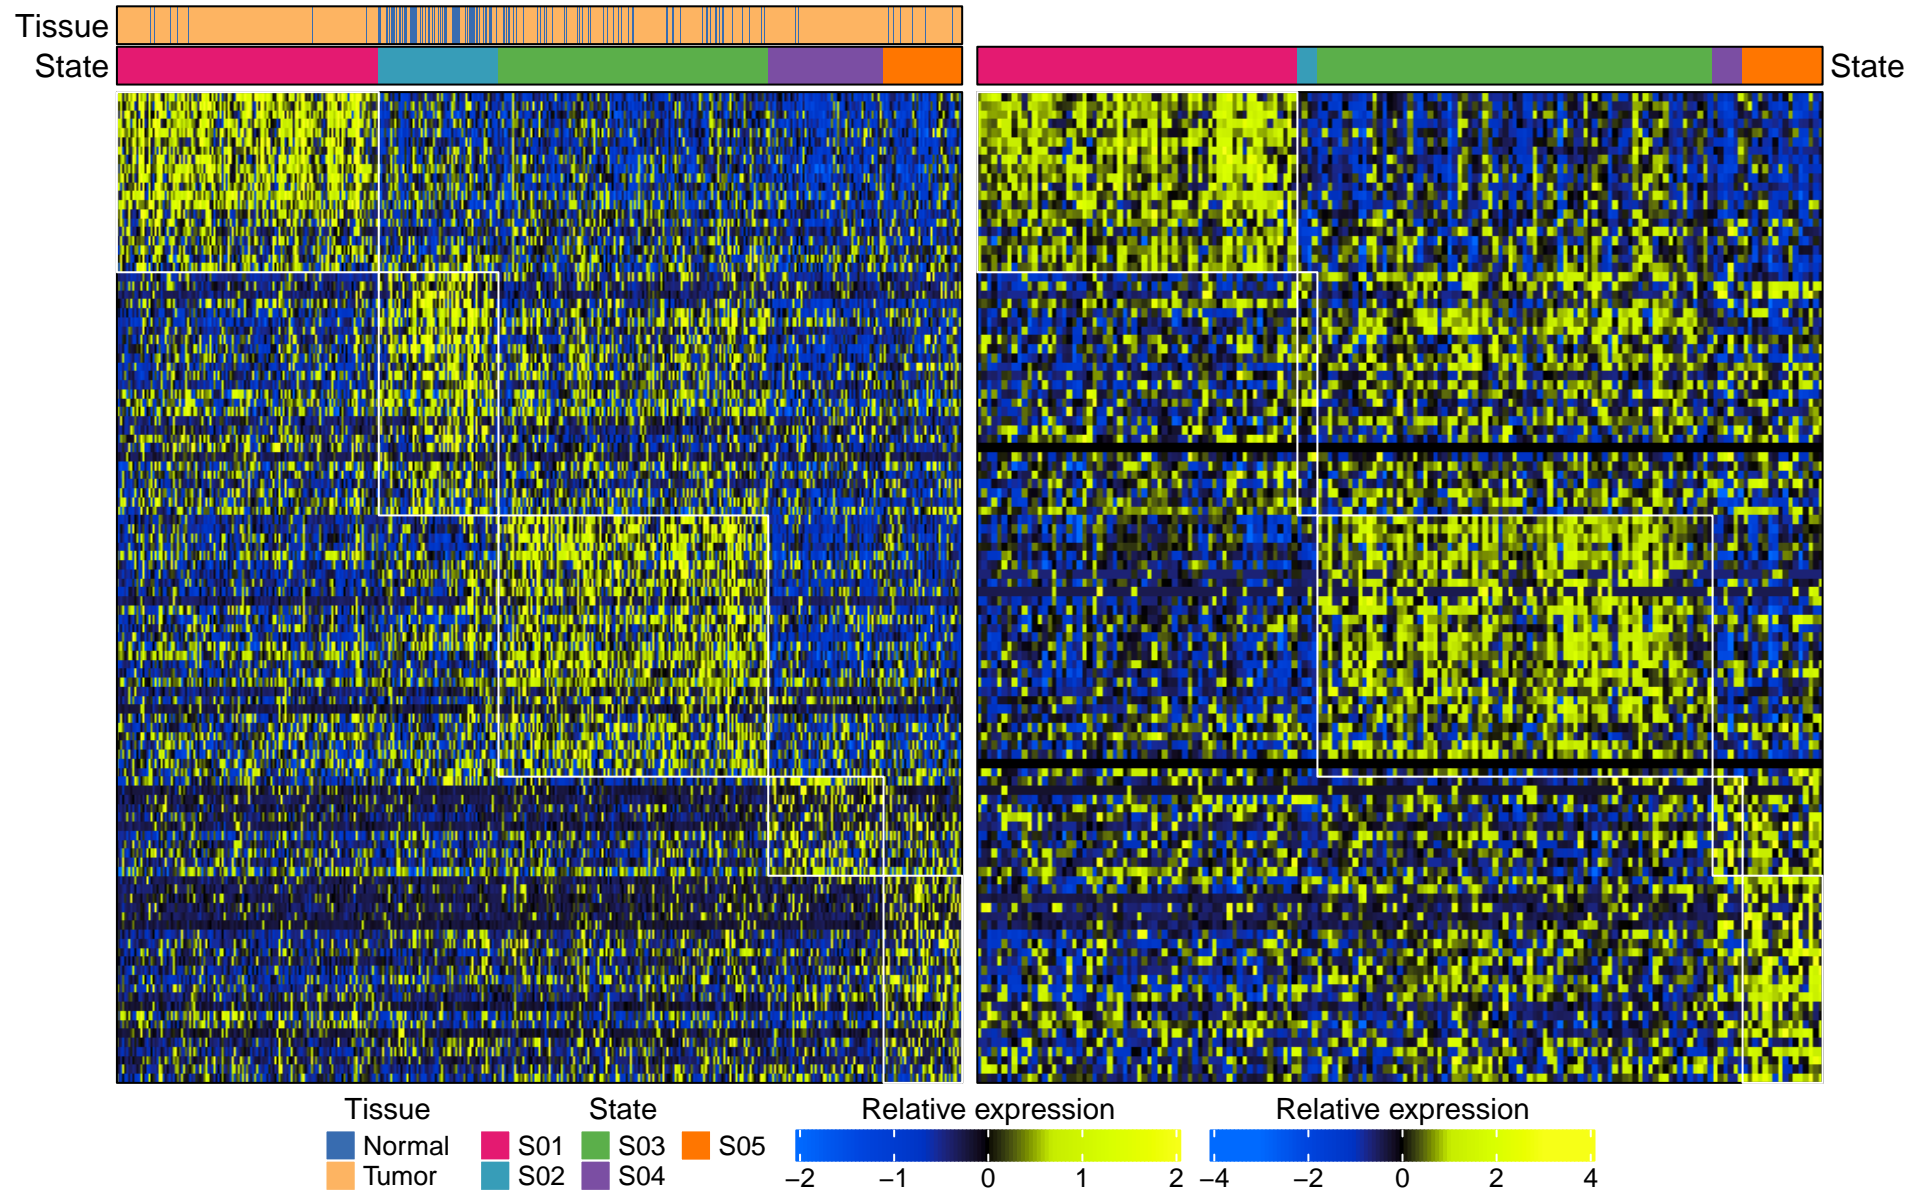 Tissue
State
State
Tissue State Relative expression Relative expression
Normal S01 S03 S05
Tumor S02 S04
−2 −1 0 1 2 −4 −2 0 2 4